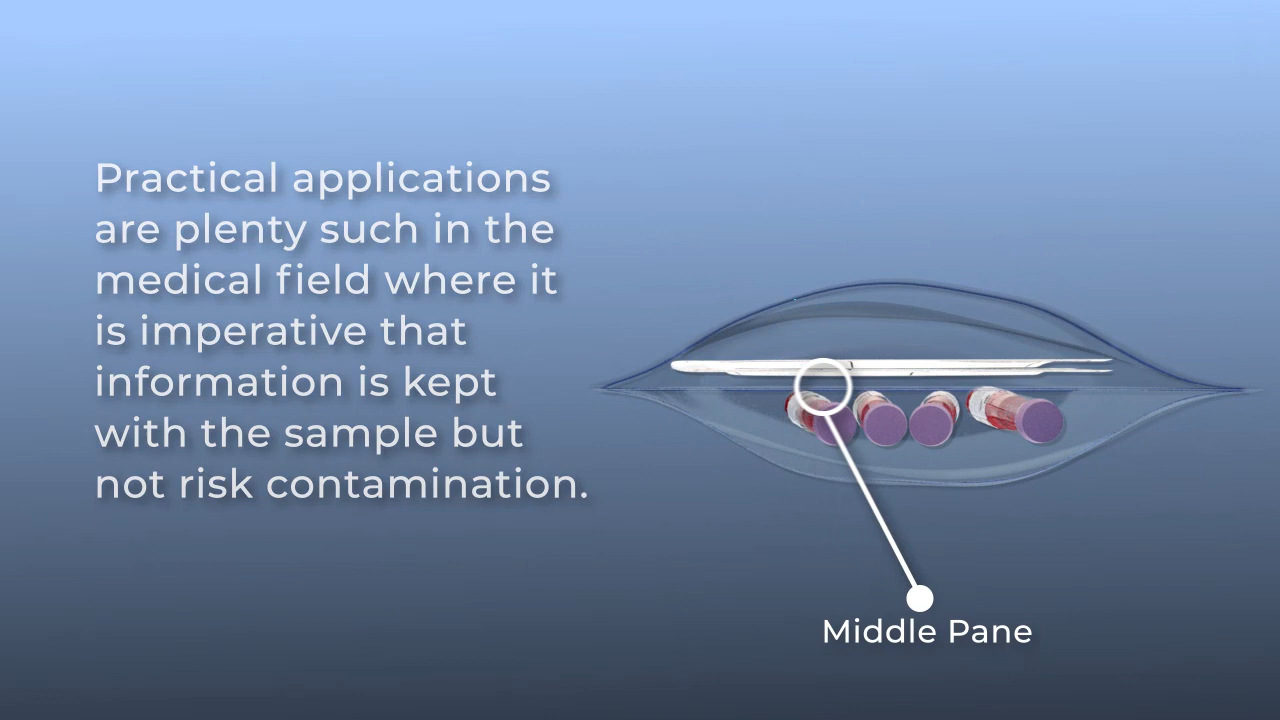 Practical applications
are plenty such in the
medical field where it
is imperative that
information is kept
with the sample but
not risk contamination.
Middle Pane